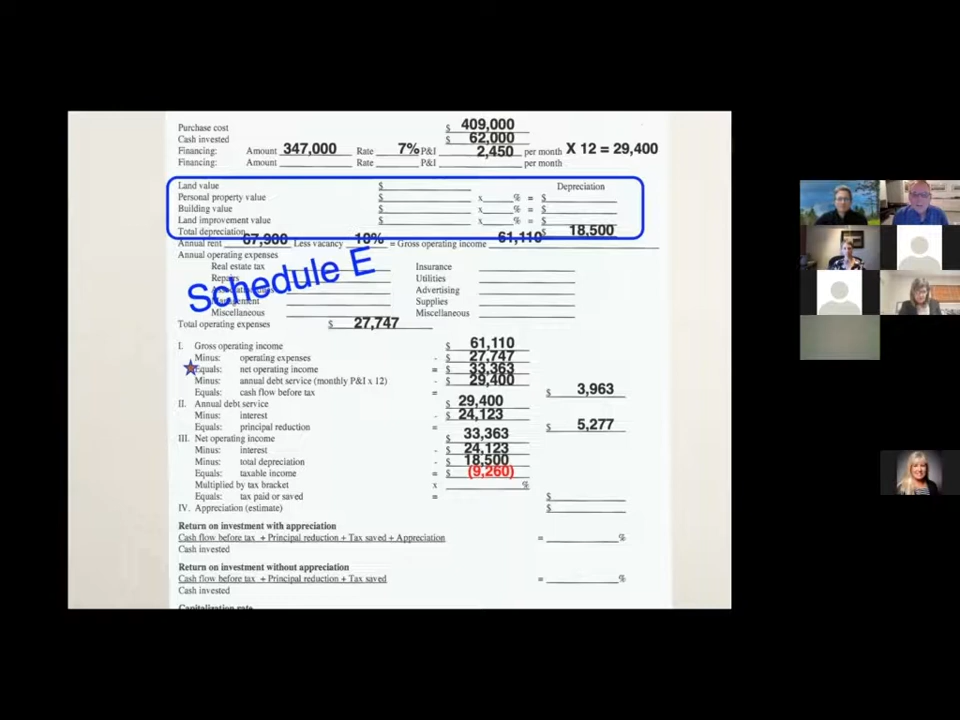 Purchase cost $ 409,000
Cash invested $ 62,000
Financing: Amount 347,000 Rate 7% P&I 2,450 per month X 12 = 29,400
Financing: Amount Rate P&I per month
Land value $ Depreciation
Personal property value $ x % = $
Building value $ x % = $
Land improvement value $ x % = $
Total depreciation $ 18,500
Annual rent 67,900 Less vacancy 10% = Gross operating income 61,110
Annual operating expenses
Real estate tax Insurance
Repairs Utilities
Advertising
Management Supplies
Miscellaneous Miscellaneous
Schedule E
Total operating expenses $ 27,747
I. Gross operating income $ 61,110
Minus: operating expenses - $ 27,747
Equals: net operating income = $ 33,363
Minus: annual debt service (monthly P&I x 12) - $ 29,400
Equals: cash flow before tax = $ 3,963
II. Annual debt service $ 29,400
Minus: interest - $ 24,123
Equals: principal reduction = $ 5,277
III. Net operating income $ 33,363
Minus: interest - $ 24,123
Minus: total depreciation - $ 18,500
Equals: taxable income = $ (9,260)
Multiplied by tax bracket x %
Equals: tax paid or saved = $
IV. Appreciation (estimate) $
Return on investment with appreciation
Cash flow before tax + Principal reduction + Tax saved + Appreciation = %
Cash invested
Return on investment without appreciation
Cash flow before tax + Principal reduction + Tax saved = %
Cash invested
Capitalization rate